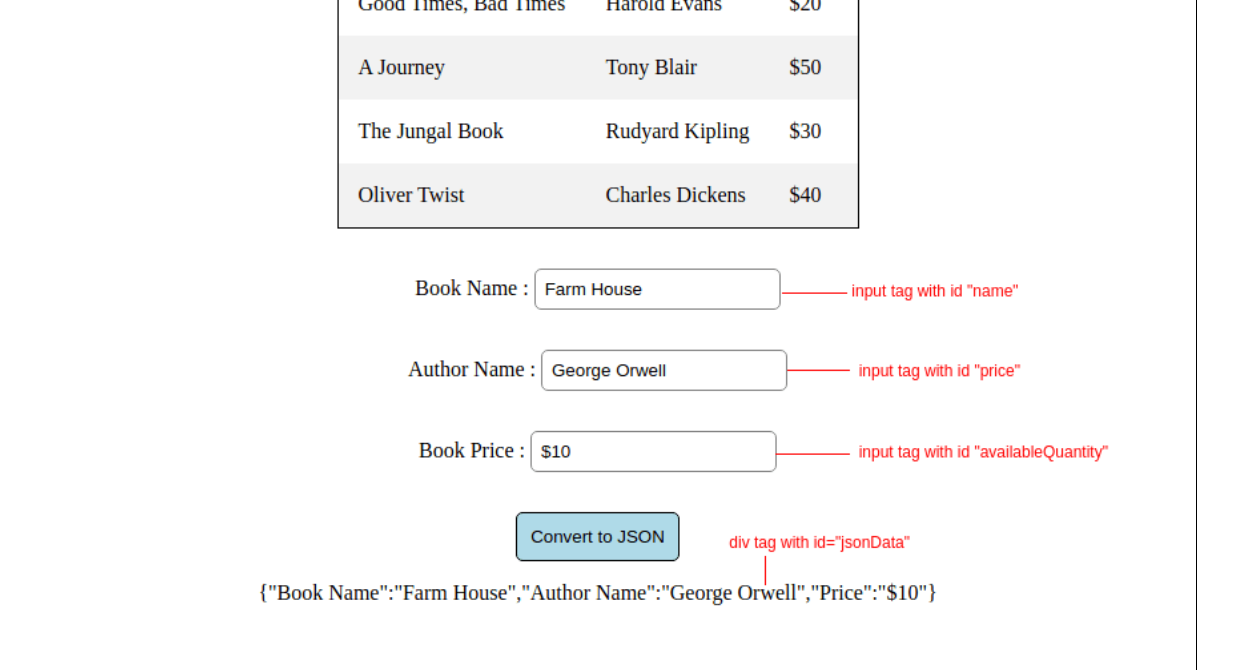 Good Times, Bad Times Harold Evans $20
A Journey Tony Blair $50
The Jungal Book Rudyard Kipling $30
Oliver Twist Charles Dickens $40
Book Name : Farm House input tag with id "name"
Author Name : George Orwell input tag with id "price"
Book Price : $10 input tag with id "availableQuantity"
Convert to JSON
div tag with id="jsonData"
{"Book Name":"Farm House","Author Name":"George Orwell","Price":"$10"}